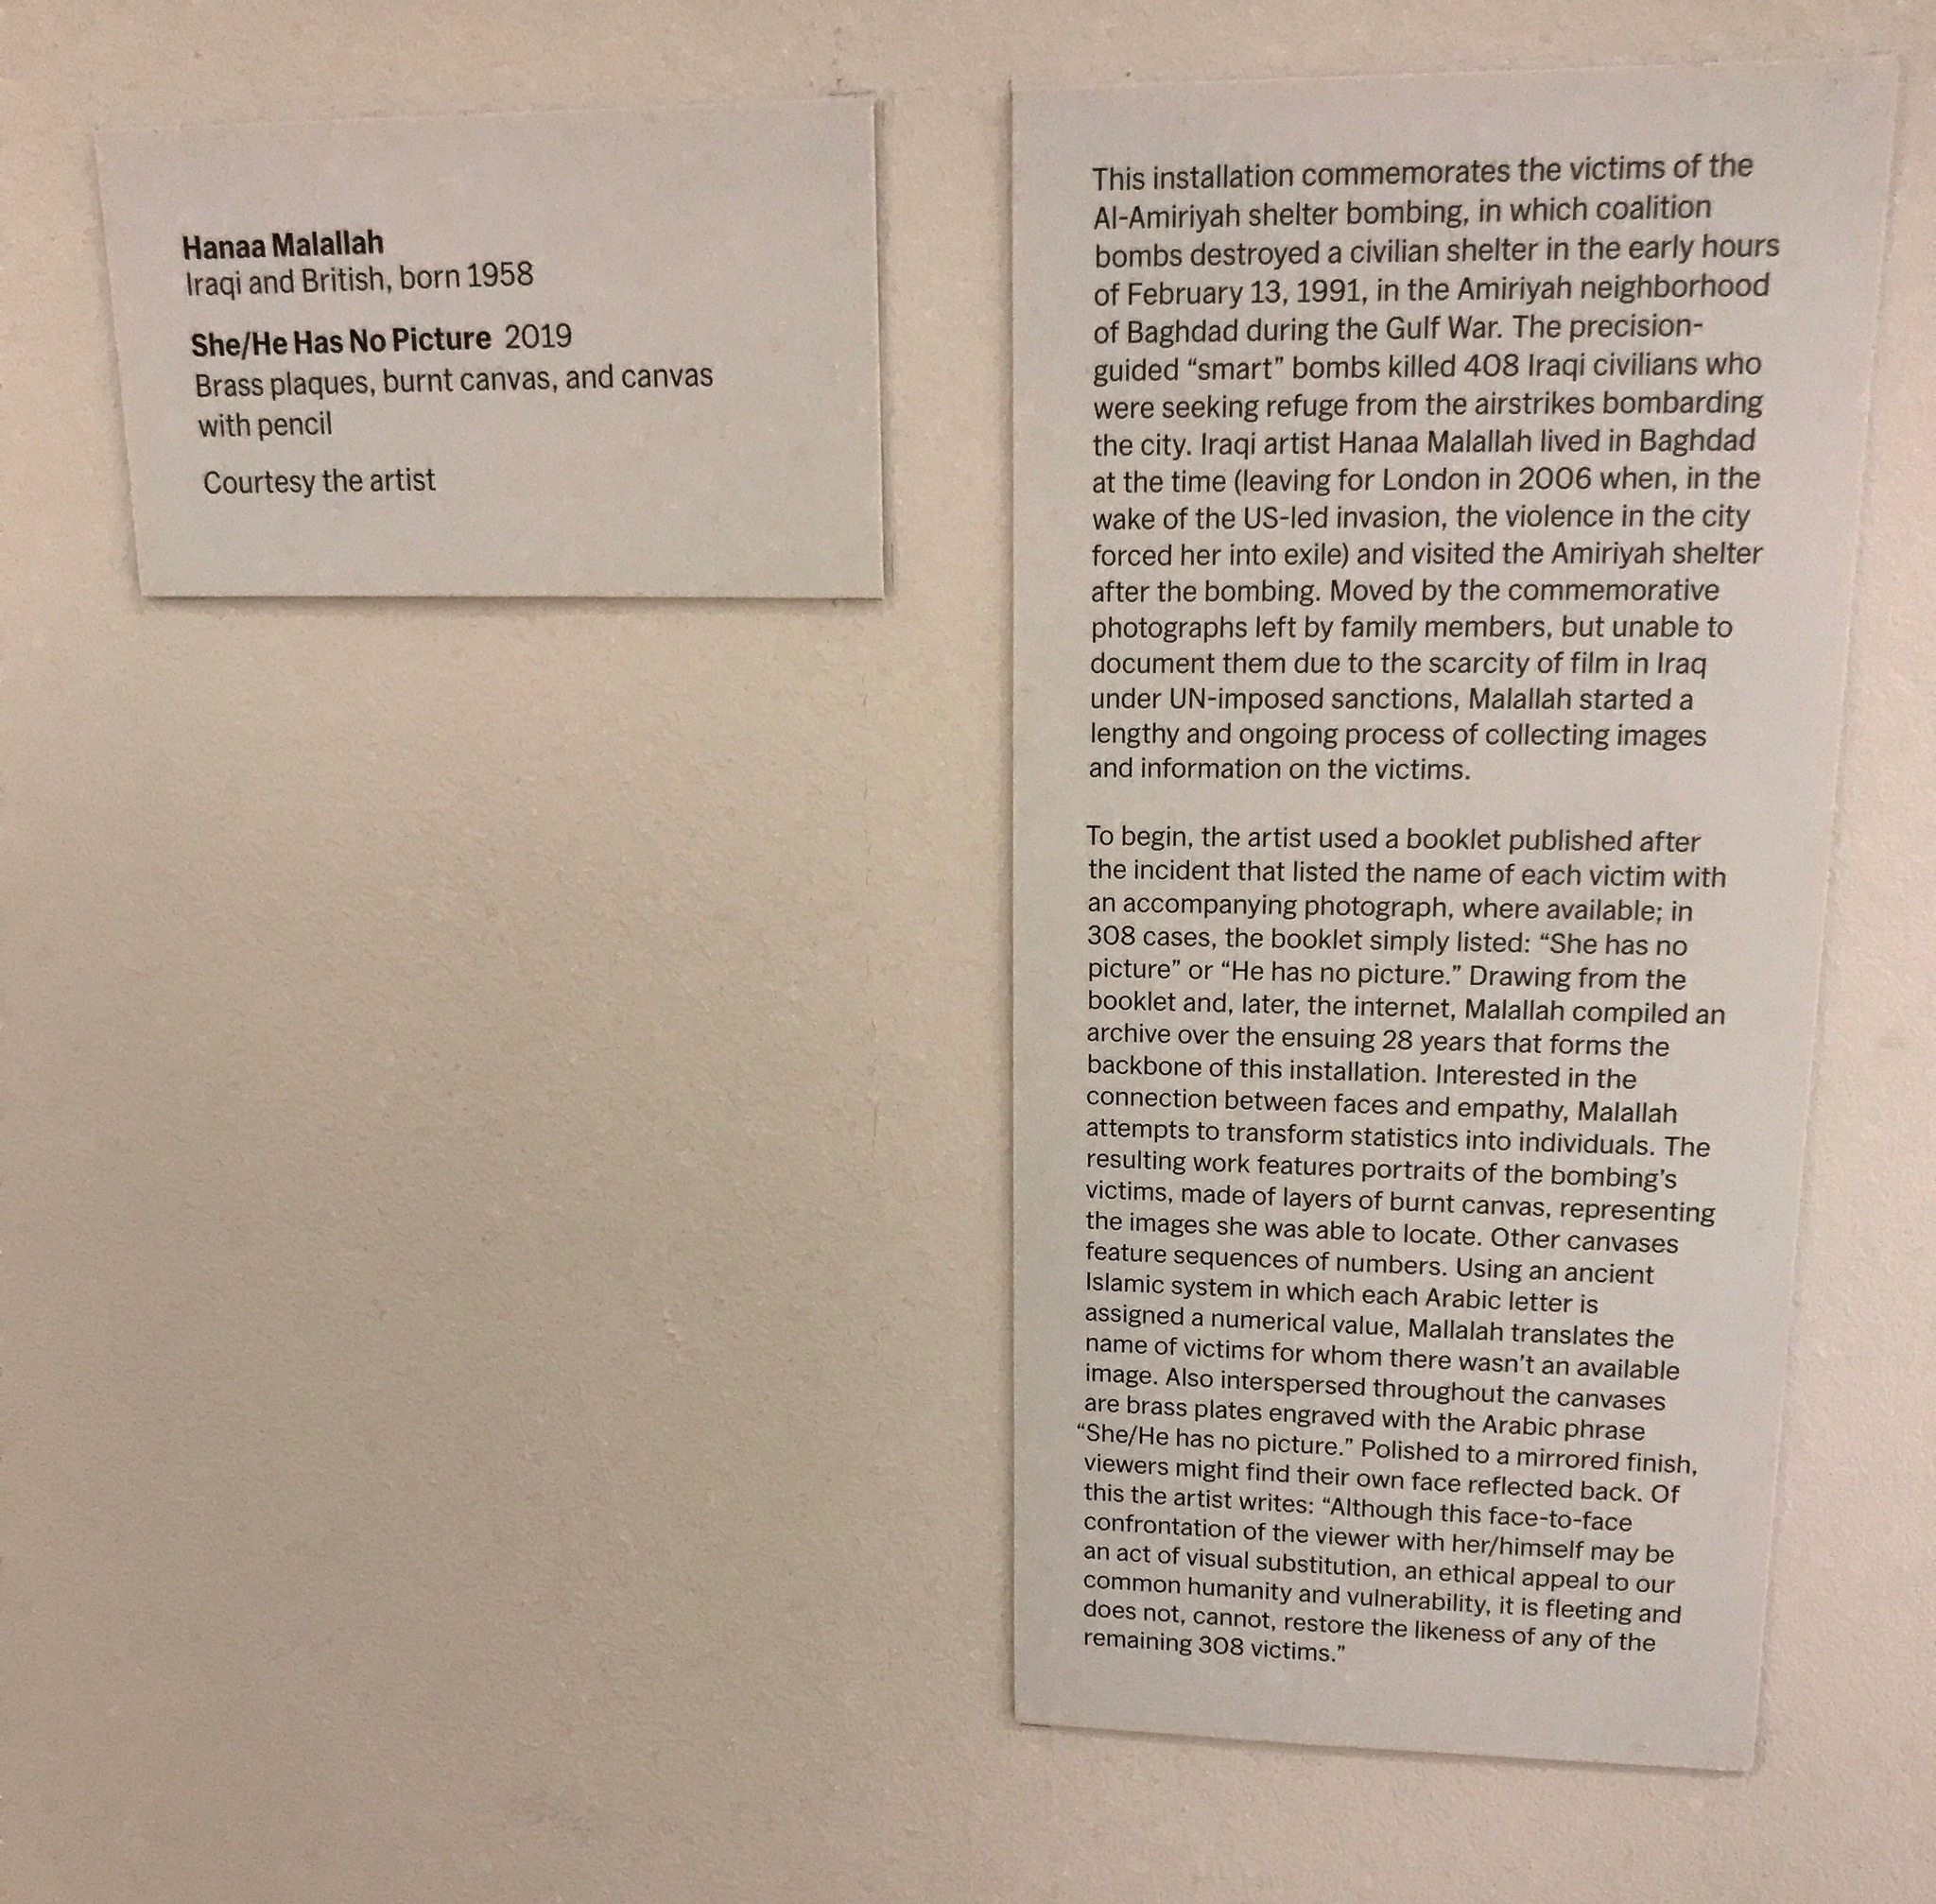 Hanaa Malallah
Iraqi and British, born 1958
She/He Has No Picture 2019
Brass plaques, burnt canvas, and canvas
with pencil
Courtesy the artist
This installation commemorates the victims of the
Al-Amiriyah shelter bombing, in which coalition
bombs destroyed a civilian shelter in the early hours
of February 13, 1991, in the Amiriyah neighborhood
of Baghdad during the Gulf War. The precision-
guided “smart” bombs killed 408 Iraqi civilians who
were seeking refuge from the airstrikes bombarding
the city. Iraqi artist Hanaa Malallah lived in Baghdad
at the time (leaving for London in 2006 when, in the
wake of the US-led invasion, the violence in the city
forced her into exile) and visited the Amiriyah shelter
after the bombing. Moved by the commemorative
photographs left by family members, but unable to
document them due to the scarcity of film in Iraq
under UN-imposed sanctions, Malallah started a
lengthy and ongoing process of collecting images
and information on the victims.
To begin, the artist used a booklet published after
the incident that listed the name of each victim with
an accompanying photograph, where available; in
308 cases, the booklet simply listed: “She has no
picture” or “He has no picture.” Drawing from the
booklet and, later, the internet, Malallah compiled an
archive over the ensuing 28 years that forms the
backbone of this installation. Interested in the
connection between faces and empathy, Malallah
attempts to transform statistics into individuals. The
resulting work features portraits of the bombing’s
victims, made of layers of burnt canvas, representing
the images she was able to locate. Other canvases
feature sequences of numbers. Using an ancient
Islamic system in which each Arabic letter is
assigned a numerical value, Mallalah translates the
name of victims for whom there wasn’t an available
image. Also interspersed throughout the canvases
are brass plates engraved with the Arabic phrase
“She/He has no picture.” Polished to a mirrored finish,
viewers might find their own face reflected back. Of
this the artist writes: “Although this face-to-face
confrontation of the viewer with her/himself may be
an act of visual substitution, an ethical appeal to our
common humanity and vulnerability, it is fleeting and
does not, cannot, restore the likeness of any of the
remaining 308 victims.”